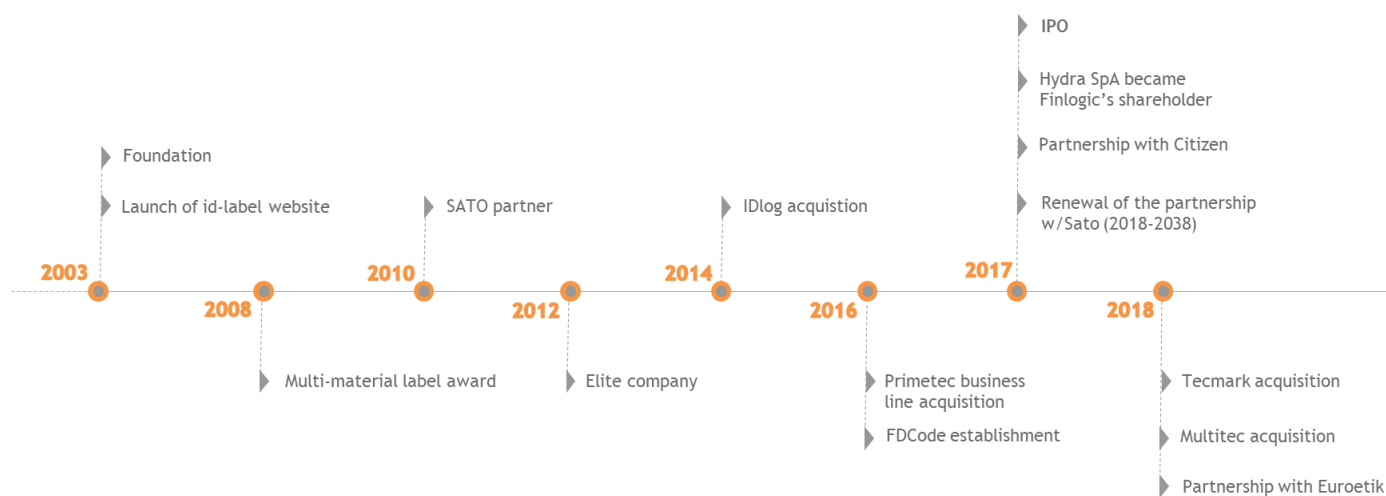 2003
Foundation
Launch of id-label website
2008
Multi-material label award
2010
SATO partner
2012
Elite company
2014
IDlog acquistion
2016
Primetec business
line acquisition
FDCode establishment
2017
IPO
Hydra SpA became
Finlogic’s shareholder
Partnership with Citizen
Renewal of the partnership
w/Sato (2018-2038)
2018
Tecmark acquisition
Multitec acquisition
Partnership with Euroetik